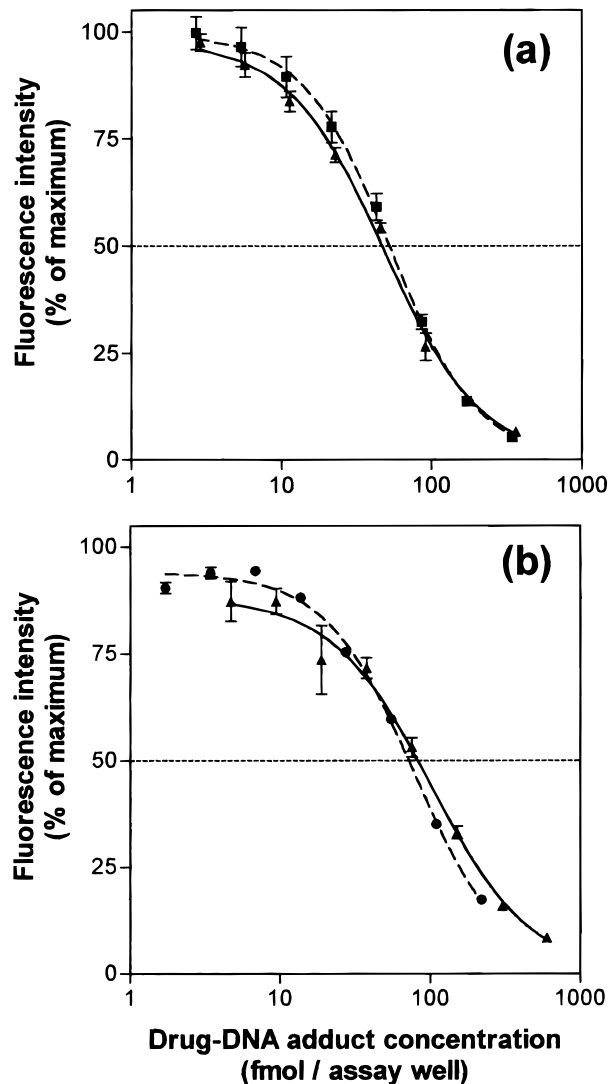 (a)
Fluorescence intensity
(% of maximum)
100
75
50
25
0
1
10
100
1000
(b)
Fluorescence intensity
(% of maximum)
100
75
50
25
0
1
10
100
1000
Drug-DNA adduct concentration
(fmol / assay well)